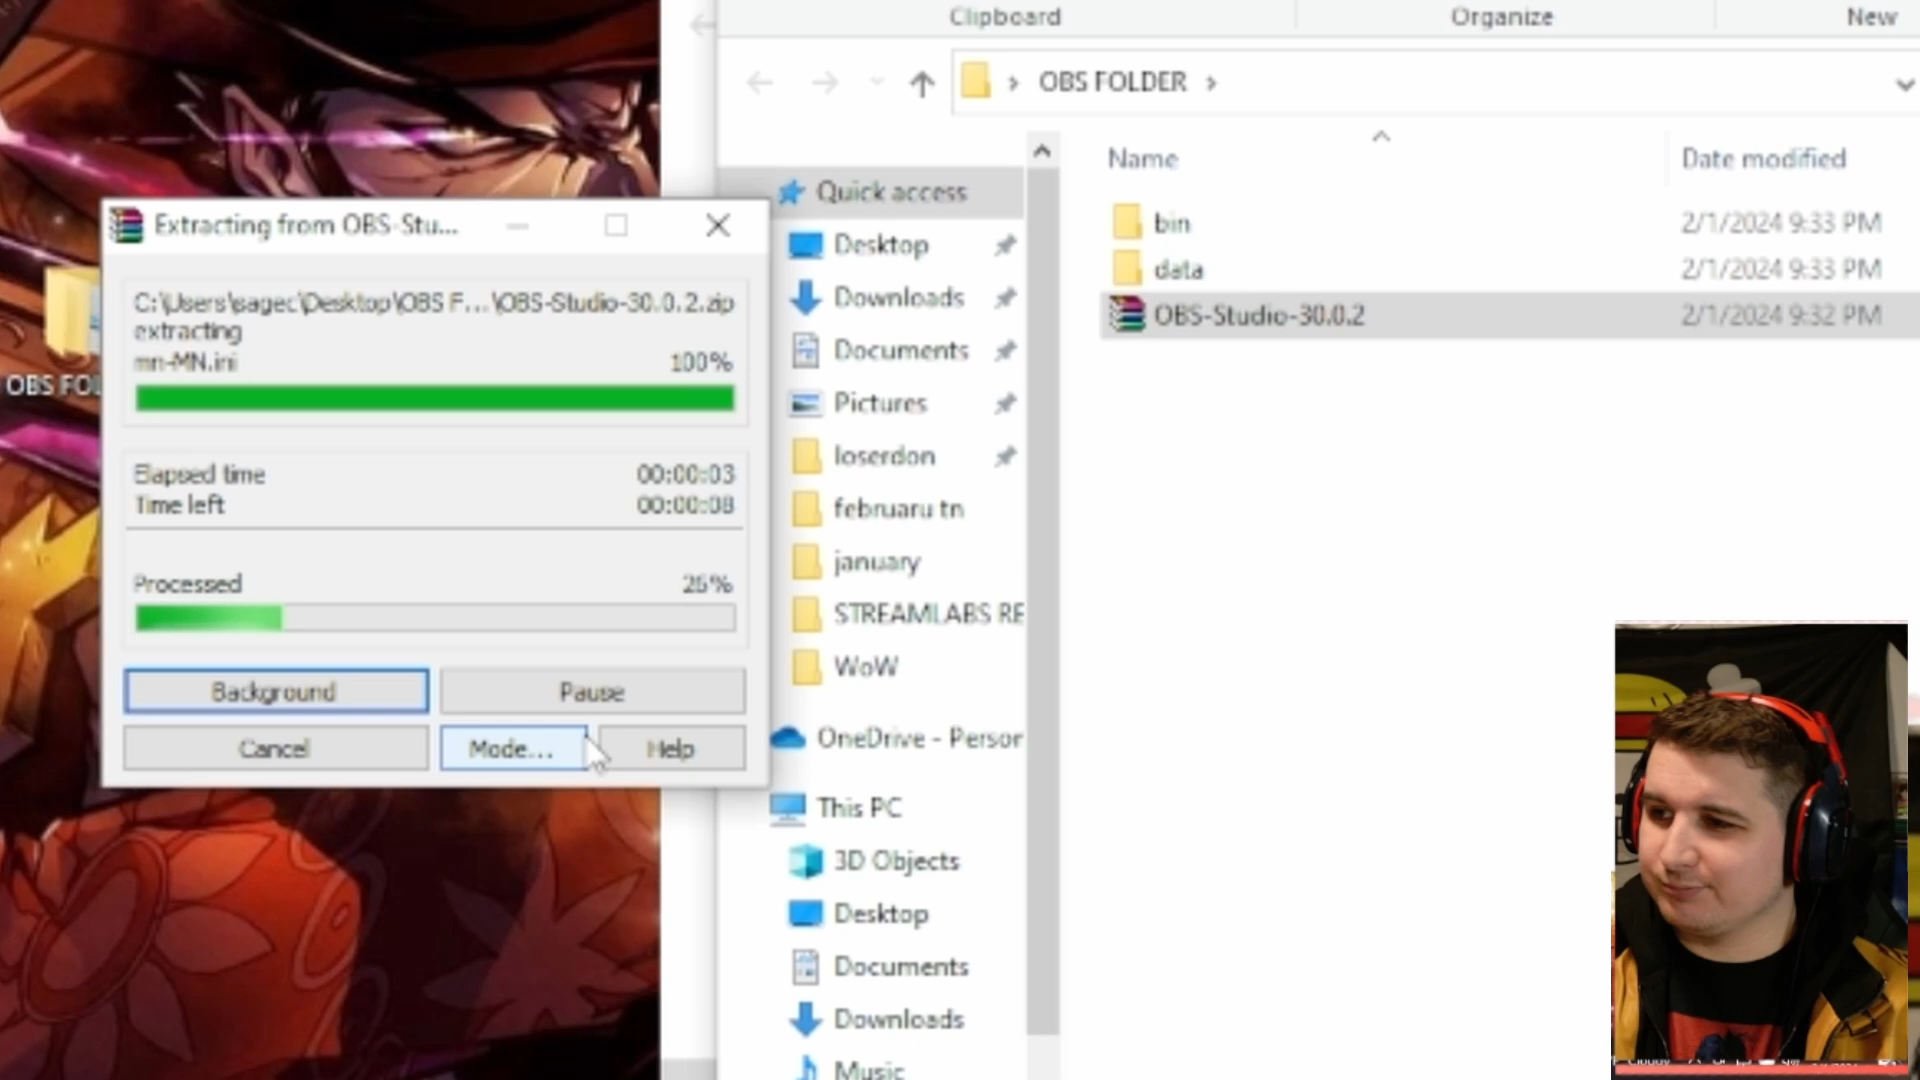 Clipboard
Organize
New
OBS FOLDER
Name
Date modified
Quick access
Desktop
Downloads
Documents
Pictures
loserdon
februaru tn
january
STREAMLABS RE
WoW
OneDrive - Person
This PC
3D Objects
Desktop
Documents
Downloads
Music
bin
2/1/2024 9:33 PM
data
2/1/2024 9:33 PM
OBS-Studio-30.0.2
2/1/2024 9:32 PM
Extracting from OBS-Stu...
C:\Users\sagec\Desktop\OBS F...\OBS-Studio-30.0.2.zip
extracting
mn-MN.ini
100%
Elapsed time
00:00:03
Time left
00:00:08
Processed
25%
Background
Pause
Cancel
Mode...
Help
OBS FOL